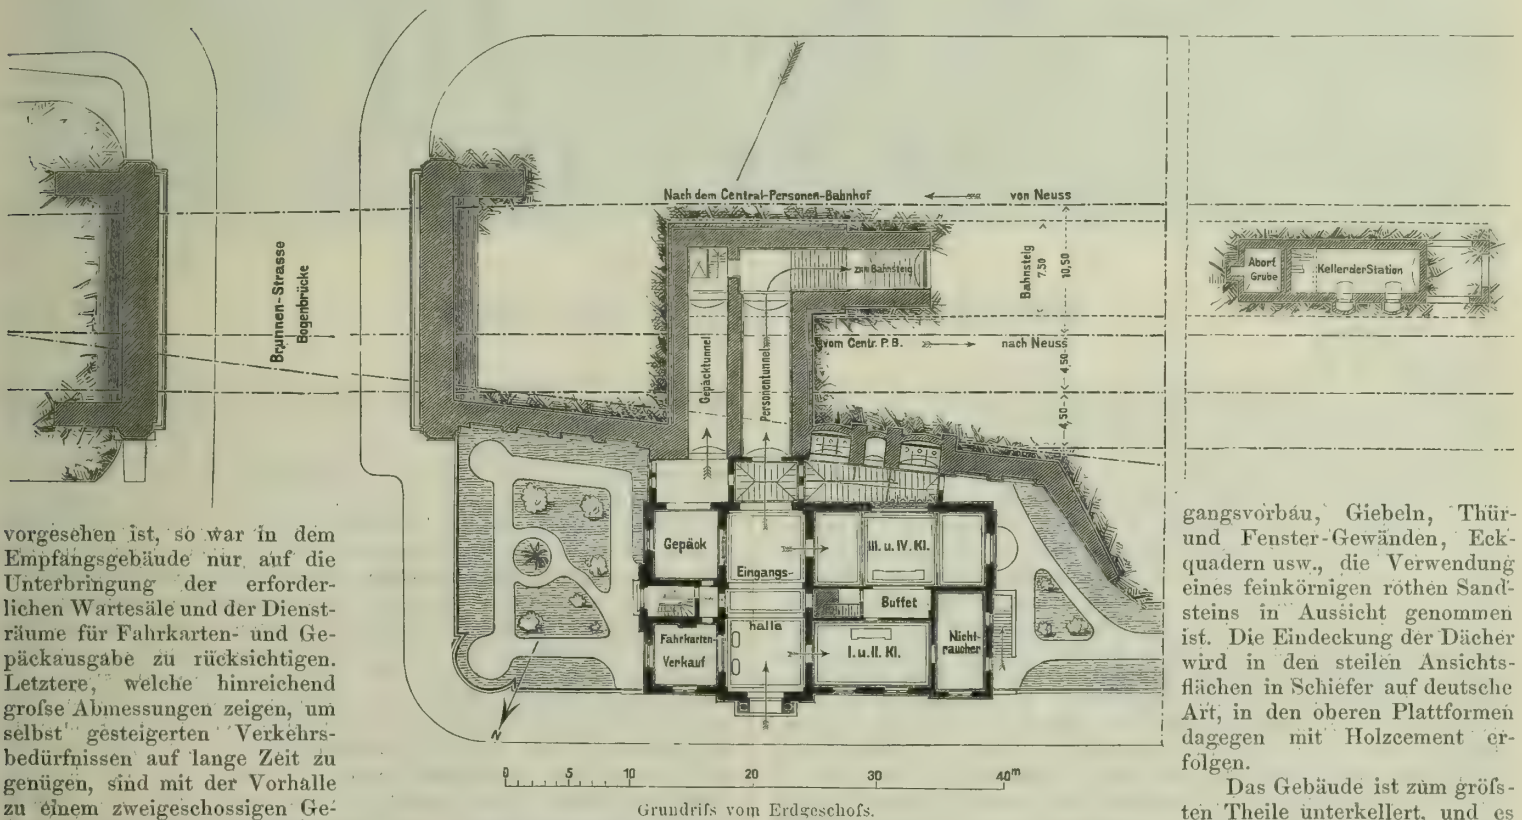 Nach dem Central-Personen-Bahnhof
von Neuss
Brunnen-Strasse
Bogenbrücke
zum Bahnsteig
Bahnsteig
7,50
10,50
Abort
Grube
Keller der Station
vom Centr. P. B.
nach Neuss
4,50
4,50
Gepäcktunnel
Personentunnel
Gepäck
Eingangs-
halle
III. u. IV. Kl.
Buffet
Fahrkarten-
Verkauf
I. u. II. Kl.
Nicht-
raucher
N
0 5 10 20 30 40m
Grundriſs vom Erdgeschoſs.
vorgesehen ist, so war in dem
Empfangsgebäude nur auf die
Unterbringung der erforder-
lichen Wartesäle und der Dienst-
räume für Fahrkarten- und Ge-
päckausgabe zu rücksichtigen.
Letztere, welche hinreichend
groſse Abmessungen zeigen, um
selbst gesteigerten Verkehrs-
bedürfnissen auf lange Zeit zu
genügen, sind mit der Vorhalle
zu einem zweigeschossigen Ge-
gangsvorbau, Giebeln, Thür-
und Fenster-Gewänden, Eck-
quadern usw., die Verwendung
eines feinkörnigen rothen Sand-
steins in Aussicht genommen
ist. Die Eindeckung der Dächer
wird in den steilen Ansichts-
flächen in Schiefer auf deutsche
Art, in den oberen Plattformen
dagegen mit Holzcement er-
folgen.
Das Gebäude ist zum gröſs-
ten Theile unterkellert, und es